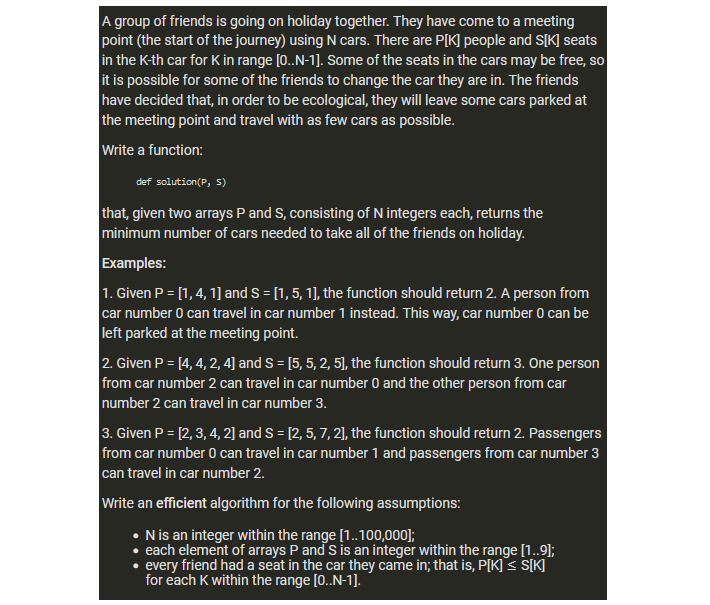 A group of friends is going on holiday together. They have come to a meeting
point (the start of the journey) using N cars. There are P[K] people and S[K] seats
in the K-th car for K in range [0..N-1]. Some of the seats in the cars may be free, so
it is possible for some of the friends to change the car they are in. The friends
have decided that, in order to be ecological, they will leave some cars parked at
the meeting point and travel with as few cars as possible.
Write a function:
def solution(P, S)
that, given two arrays P and S, consisting of N integers each, returns the
minimum number of cars needed to take all of the friends on holiday.
Examples:
1. Given P = [1, 4, 1] and S = [1, 5, 1], the function should return 2. A person from
car number 0 can travel in car number 1 instead. This way, car number 0 can be
left parked at the meeting point.
2. Given P = [4, 4, 2, 4] and S = [5, 5, 2, 5], the function should return 3. One person
from car number 2 can travel in car number 0 and the other person from car
number 2 can travel in car number 3.
3. Given P = [2, 3, 4, 2] and S = [2, 5, 7, 2], the function should return 2. Passengers
from car number 0 can travel in car number 1 and passengers from car number 3
can travel in car number 2.
Write an efficient algorithm for the following assumptions:
• N is an integer within the range [1..100,000];
• each element of arrays P and S is an integer within the range [1..9];
• every friend had a seat in the car they came in; that is, P[K] ≤ S[K]
for each K within the range [0..N-1].